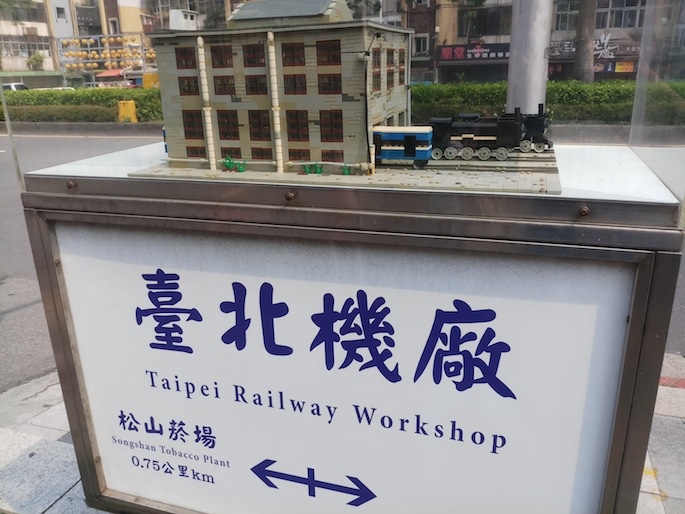 臺北機廠
Taipei Railway Workshop
松山菸場
Songshan Tobacco Plant
0.75公里km